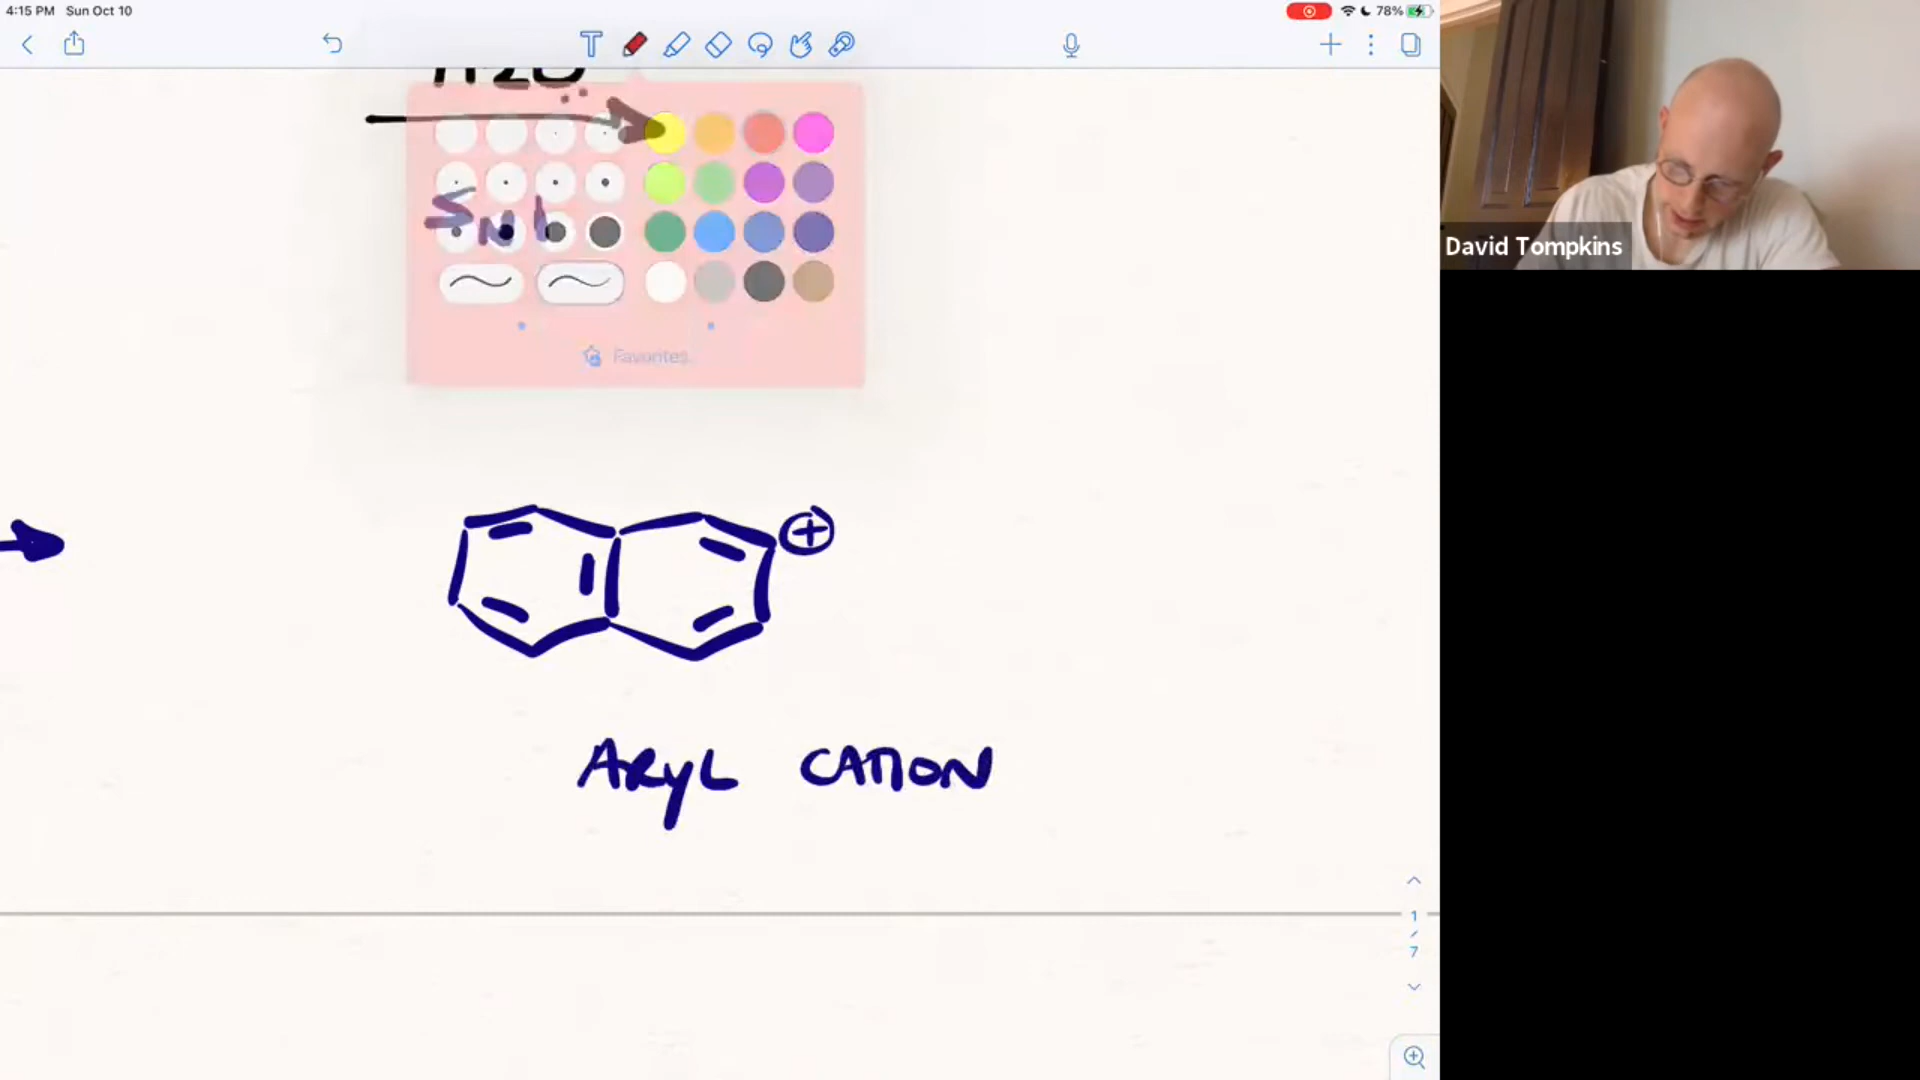 4:15 PM Sun Oct 10
78%
SN1
Favorites
+
ARYL CATION
1
/
7
David Tompkins